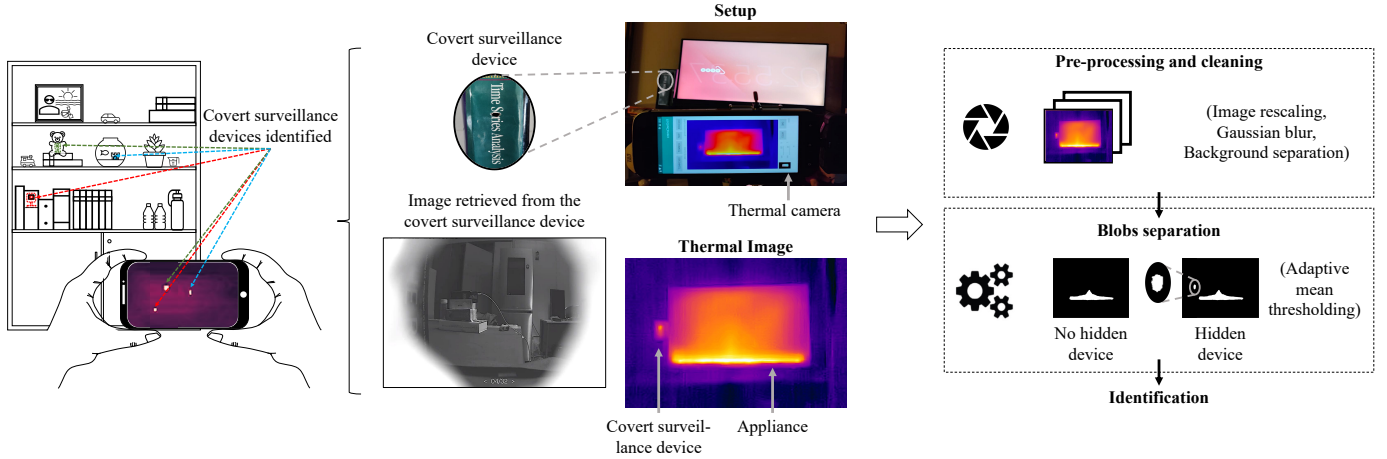 Covert surveillance
devices identified
Covert surveillance
device
Time Series Analysis
Image retrieved from the
covert surveillance device
< 04/32 >
Setup
Thermal camera
Thermal Image
Covert surveil-
lance device
Appliance
Pre-processing and cleaning
(Image rescaling,
Gaussian blur,
Background separation)
Blobs separation
No hidden
device
Hidden
device
(Adaptive
mean
thresholding)
Identification